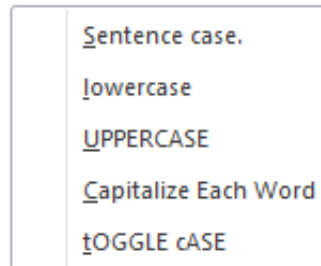 Sentence case.
lowercase
UPPERCASE
Capitalize Each Word
tOGGLE cASE